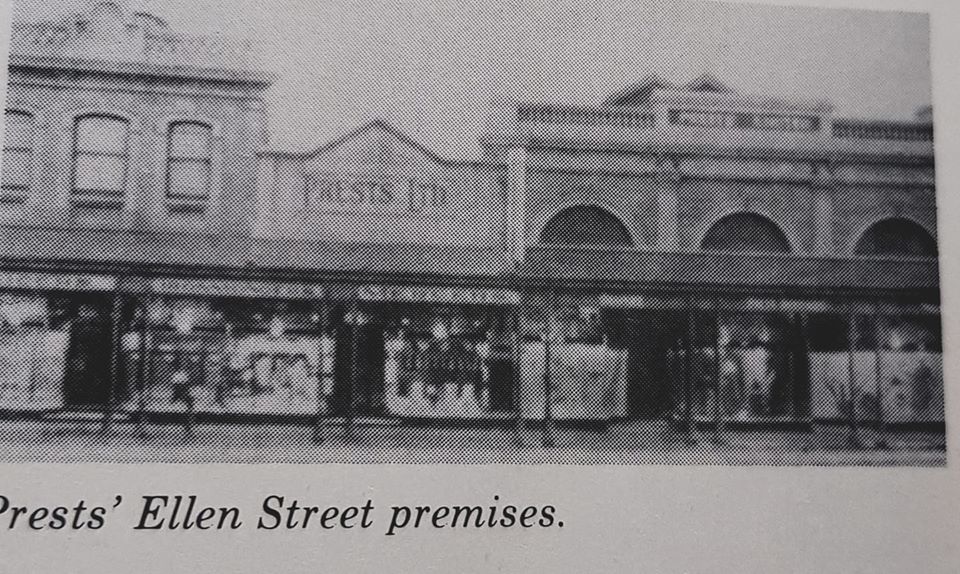 PRESTS LTD
Prests' Ellen Street premises.